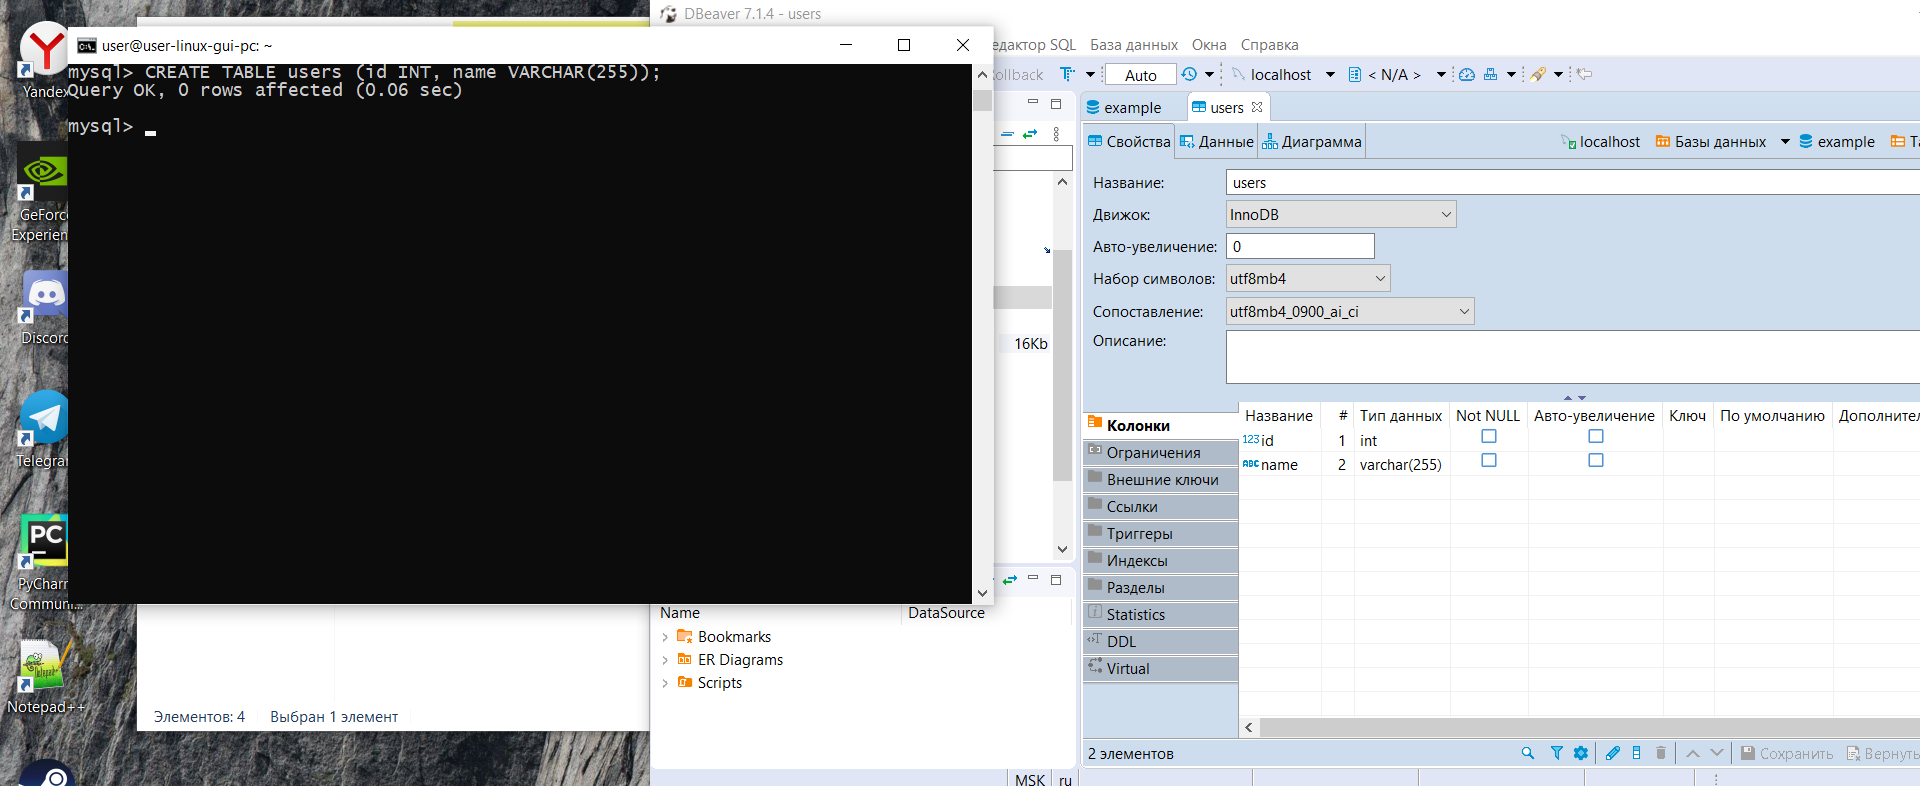 Yandex
GeForce
Experien
Discord
Telegram
PC
PyCharm
Commun...
Notepad++
user@user-linux-gui-pc: ~
mysql> CREATE TABLE users (id INT, name VARCHAR(255));
Query OK, 0 rows affected (0.06 sec)
mysql>
Элементов: 4 Выбран 1 элемент
DBeaver 7.1.4 - users
едактор SQL База данных Окна Справка
ollback Auto localhost < N/A >
example users
Свойства Данные Диаграмма localhost Базы данных example Та
Название: users
Движок: InnoDB
Авто-увеличение: 0
Набор символов: utf8mb4
Сопоставление: utf8mb4_0900_ai_ci
Описание:
16Kb
Колонки
Ограничения
Внешние ключи
Ссылки
Триггеры
Индексы
Разделы
Statistics
DDL
Virtual
Название # Тип данных Not NULL Авто-увеличение Ключ По умолчанию Дополнител
123 id 1 int
ABC name 2 varchar(255)
Name DataSource
Bookmarks
ER Diagrams
Scripts
2 элементов Сохранить Вернуть
MSK ru